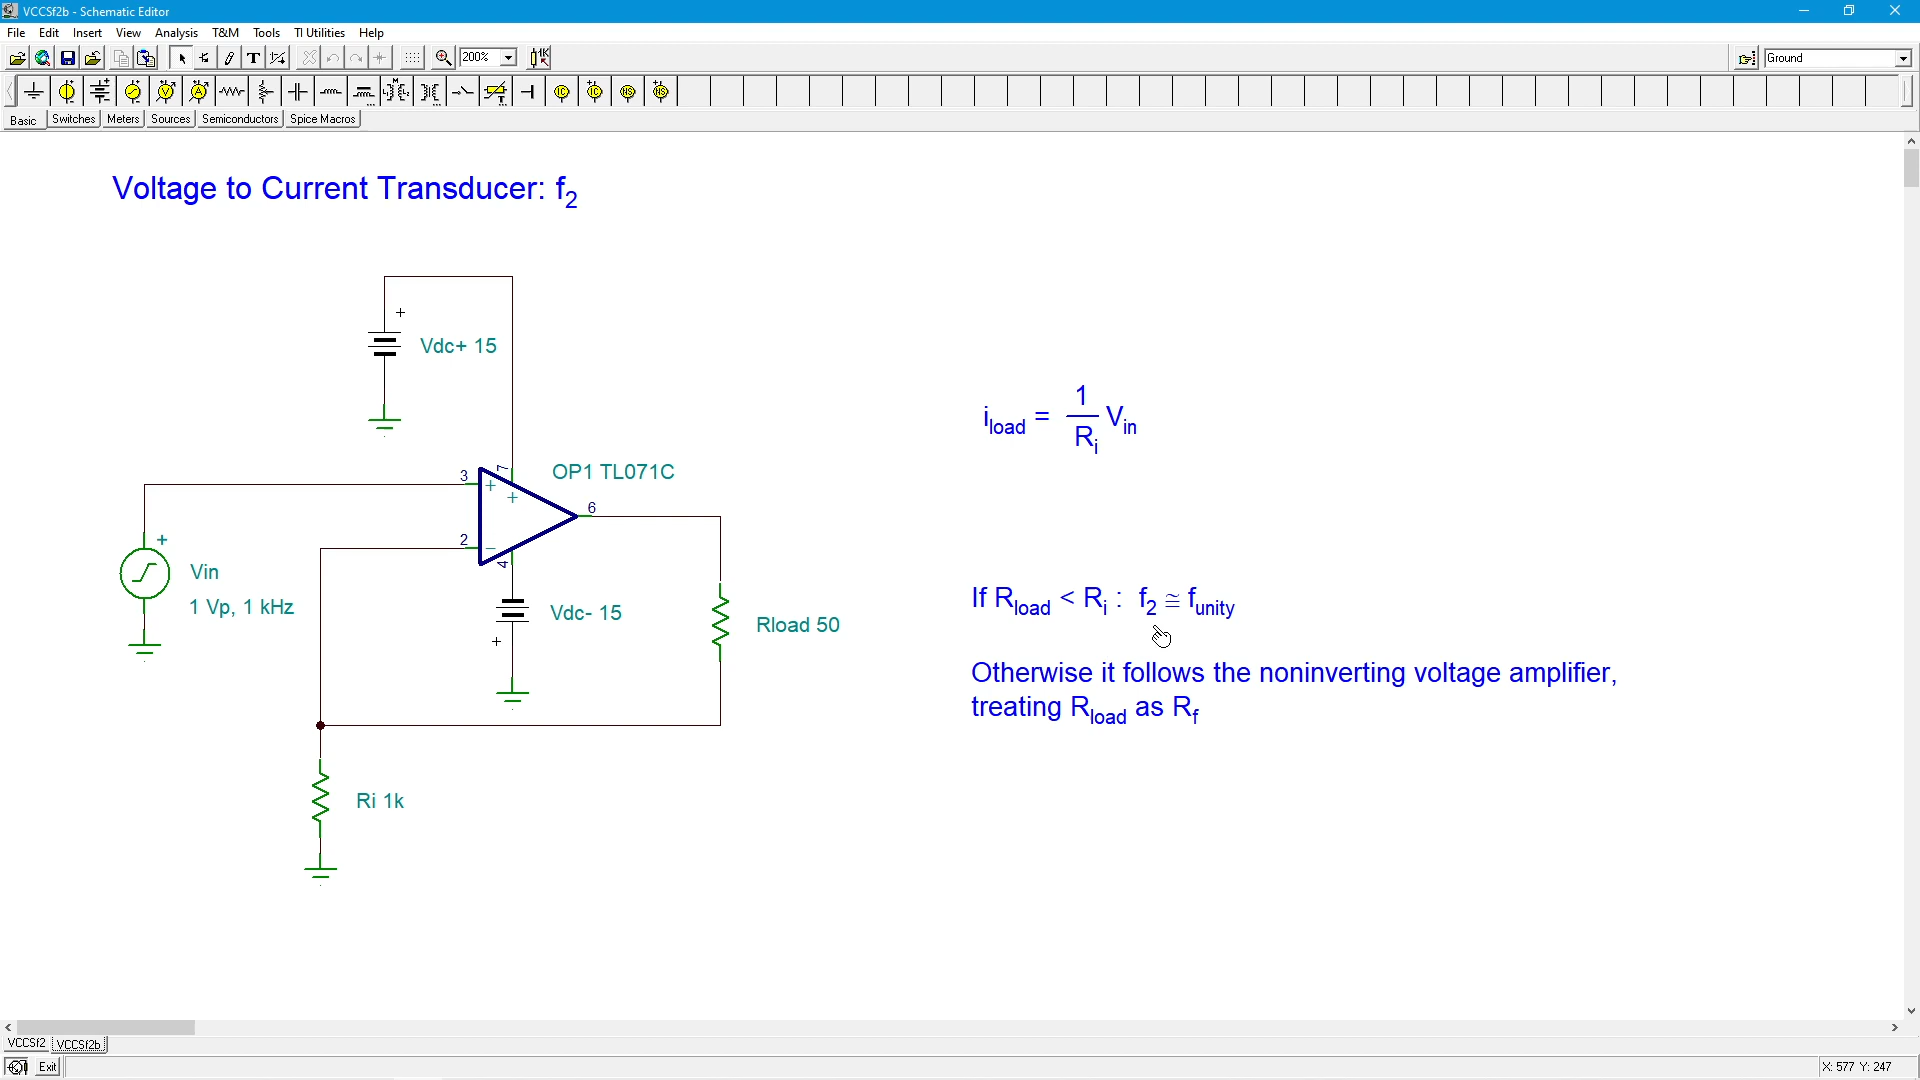 VCCSf2b - Schematic Editor
File Edit Insert View Analysis T&M Tools TI Utilities Help
200%
Ground
Basic Switches Meters Sources Semiconductors Spice Macros
Voltage to Current Transducer: f2
+
Vdc+ 15
iload = 1/Ri Vin
3 7 OP1 TL071C
+ +
6
2 −
4
+
Vin
1 Vp, 1 kHz
Vdc- 15
+
Rload 50
If Rload < Ri : f2 ≅ funity
Otherwise it follows the noninverting voltage amplifier,
treating Rload as Rf
Ri 1k
VCCSf2 VCCSf2b
Exit X: 577 Y: 247